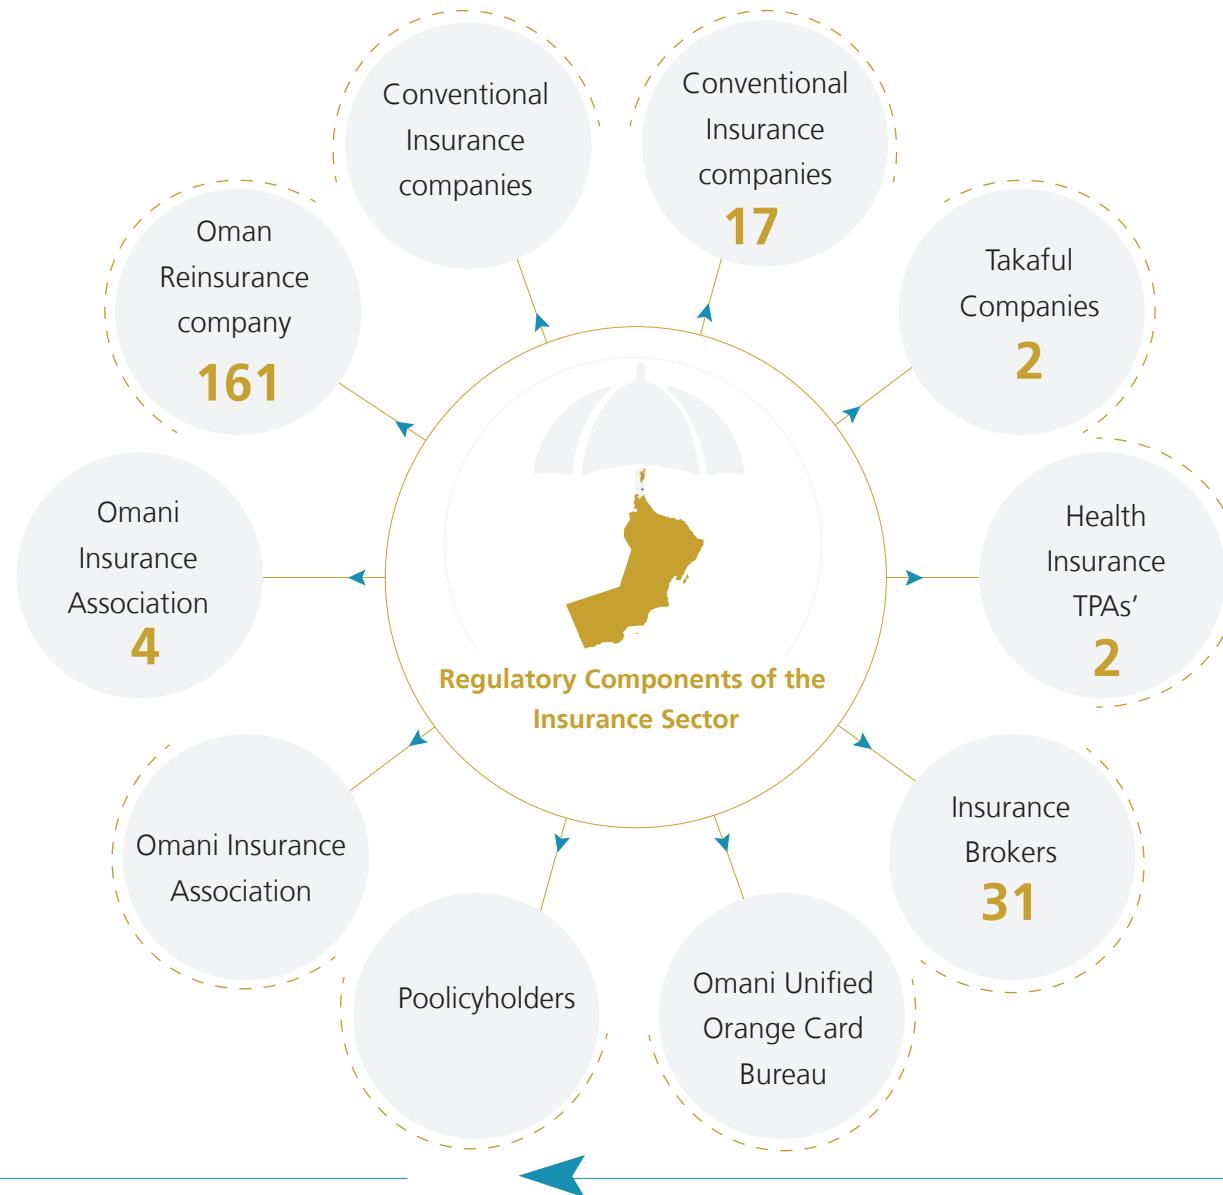 Conventional
Insurance
companies
Conventional
Insurance
companies
17
Takaful
Companies
2
Health
Insurance
TPAs’
2
Insurance
Brokers
31
Omani Unified
Orange Card
Bureau
Poolicyholders
Omani Insurance
Association
Omani
Insurance
Association
4
Oman
Reinsurance
company
161
Regulatory Components of the
Insurance Sector